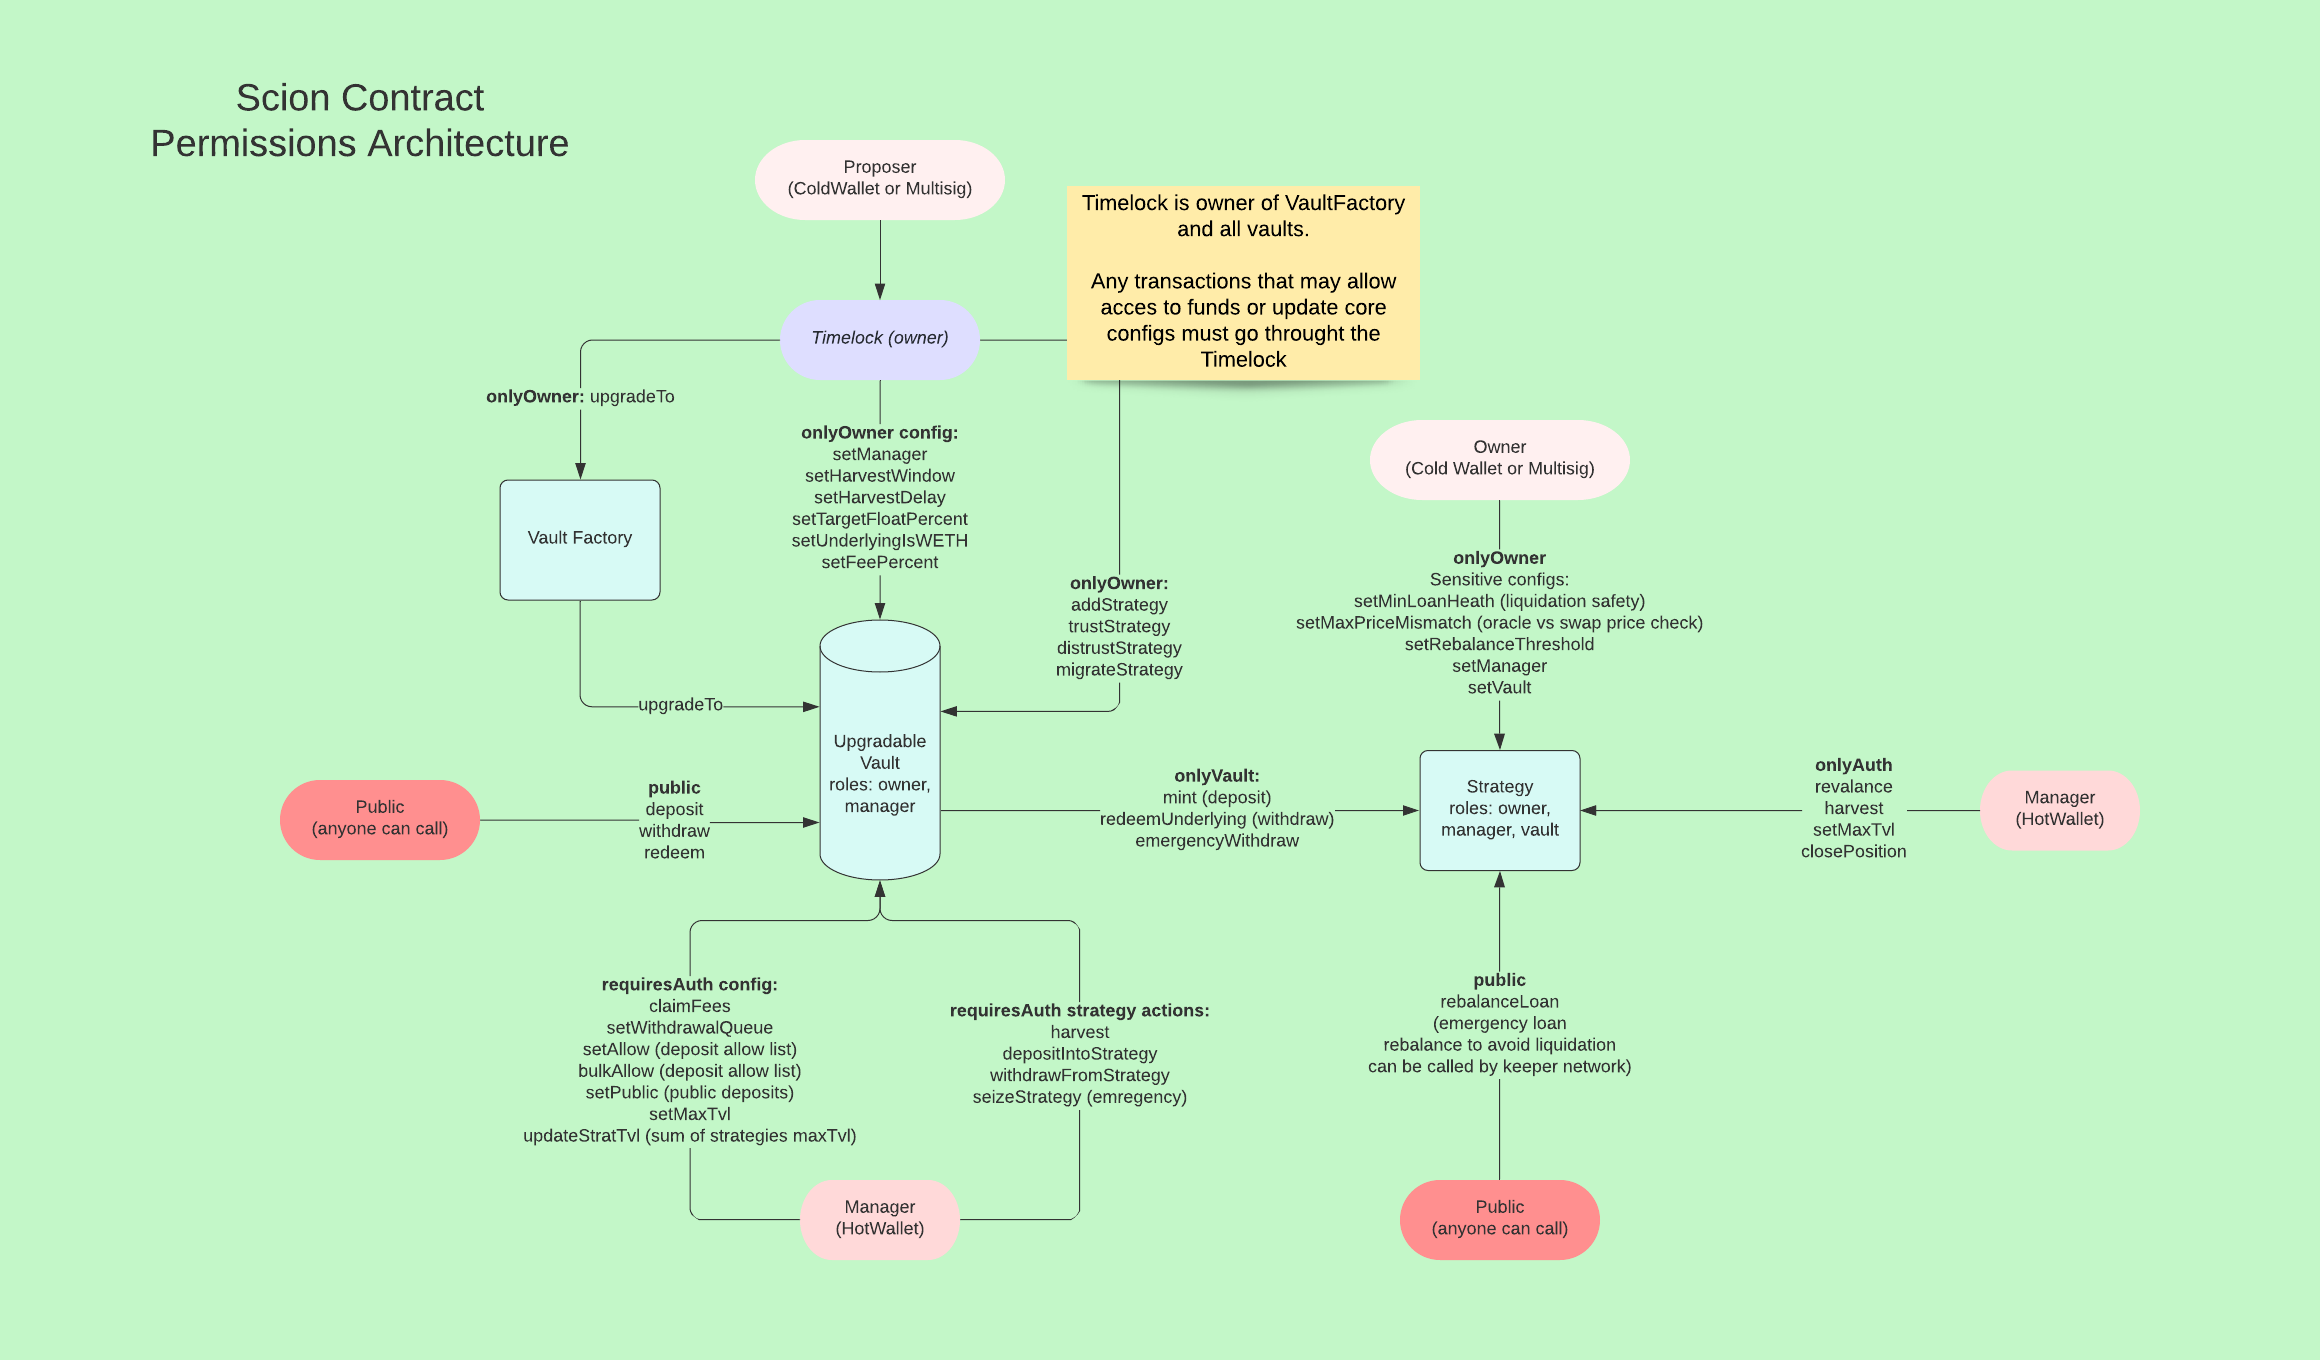 Scion Contract
Permissions Architecture
Proposer
(ColdWallet or Multisig)
Timelock is owner of VaultFactory
and all vaults.
Any transactions that may allow
acces to funds or update core
configs must go throught the
Timelock
Timelock (owner)
onlyOwner: upgradeTo
onlyOwner config:
setManager
setHarvestWindow
setHarvestDelay
setTargetFloatPercent
setUnderlyingIsWETH
setFeePercent
Owner
(Cold Wallet or Multisig)
Vault Factory
onlyOwner:
addStrategy
trustStrategy
distrustStrategy
migrateStrategy
onlyOwner
Sensitive configs:
setMinLoanHeath (liquidation safety)
setMaxPriceMismatch (oracle vs swap price check)
setRebalanceThreshold
setManager
setVault
upgradeTo
Upgradable
Vault
roles: owner,
manager
Public
(anyone can call)
public
deposit
withdraw
redeem
onlyVault:
mint (deposit)
redeemUnderlying (withdraw)
emergencyWithdraw
Strategy
roles: owner,
manager, vault
onlyAuth
revalance
harvest
setMaxTvl
closePosition
Manager
(HotWallet)
requiresAuth config:
claimFees
setWithdrawalQueue
setAllow (deposit allow list)
bulkAllow (deposit allow list)
setPublic (public deposits)
setMaxTvl
updateStratTvl (sum of strategies maxTvl)
requiresAuth strategy actions:
harvest
depositIntoStrategy
withdrawFromStrategy
seizeStrategy (emregency)
public
rebalanceLoan
(emergency loan
rebalance to avoid liquidation
can be called by keeper network)
Manager
(HotWallet)
Public
(anyone can call)